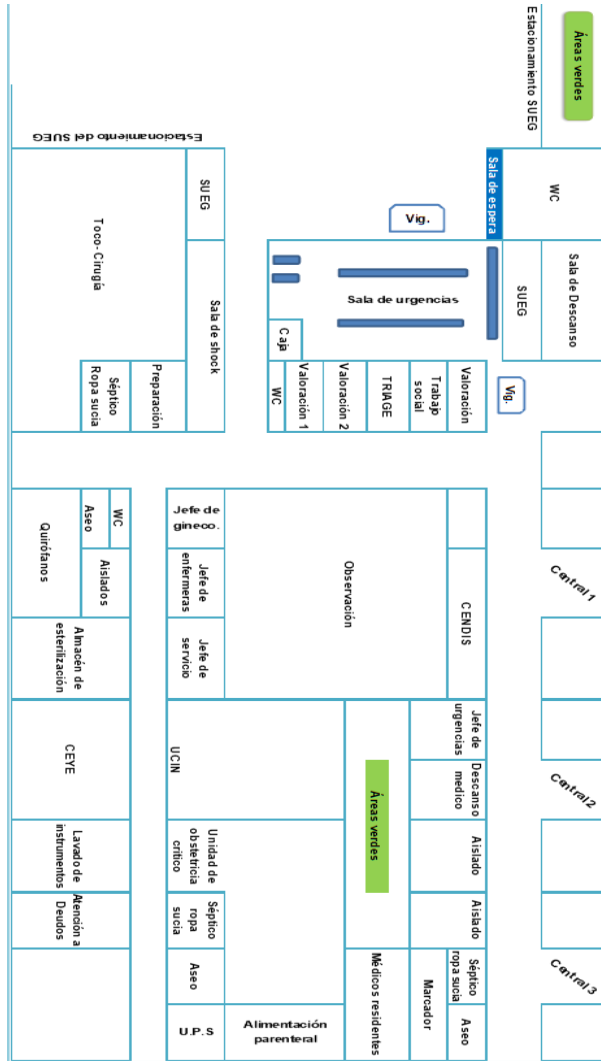 Áreas verdes
Estacionamiento SUEG
Estacionamiento del SUEG
SUEG
Toco- Cirugía
Sala de shock
Preparación
Séptico
Ropa sucia
Vig.
Sala de espera
WC
Sala de Descanso
SUEG
Sala de urgencias
Caja
WC
Valoración 1
Valoración 2
TRIAGE
Trabajo
social
Valoración
Vig.
Jefe de
gineco.
WC
Aseo
Quirófanos
Aislados
Jefe de
enfermeras
Observación
CENDIS
Central 1
Almacén de
esterilización
Jefe de
servicio
CEYE
UCIN
Áreas verdes
Jefe de
urgencias
Descanso
medico
Central 2
Lavado de
instrumentos
Unidad de
obstetricia
critico
Aislado
Atención a
Deudos
Séptico
ropa
sucia
Aislado
Aseo
Médicos residentes
Marcador
Séptico
ropa sucia
Central 3
U.P.S
Alimentación
parenteral
Aseo